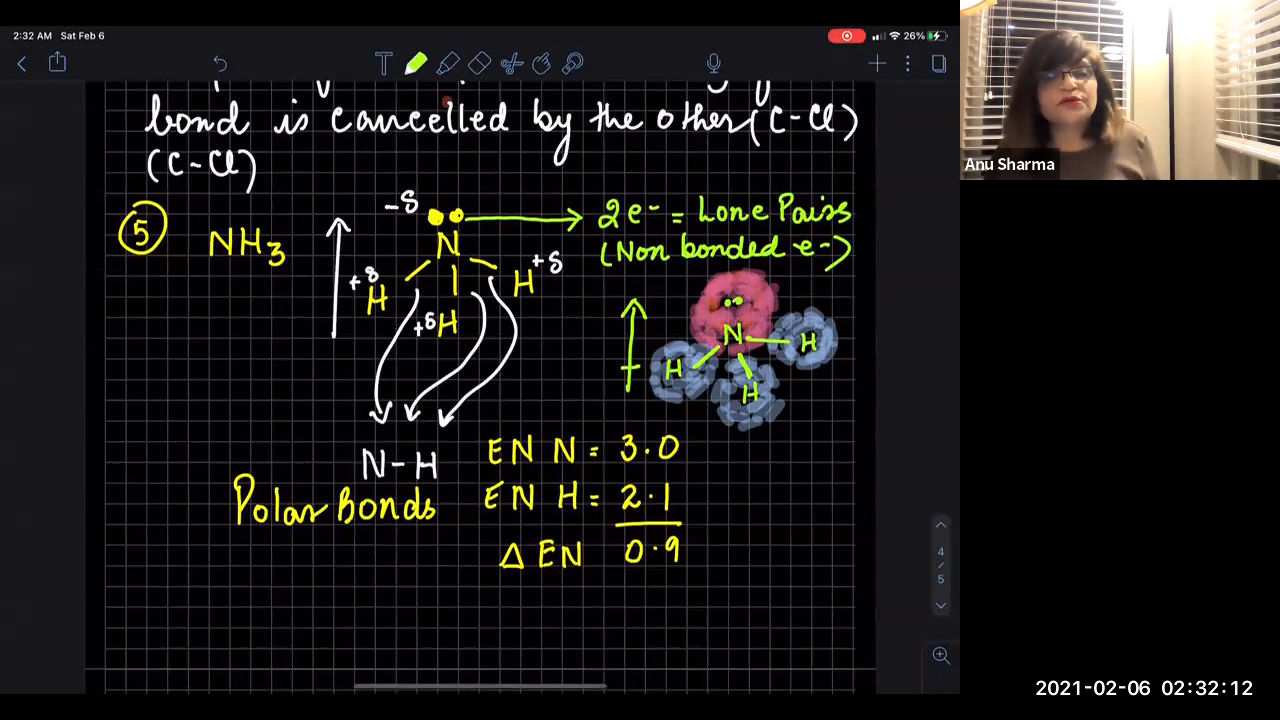 2:32 AM Sat Feb 6
26%
T
bond is cancelled by the other (C-Cl)
(C-Cl)
5
NH3
-δ
N
+δ
H
+δ
H
+δ
H
2e- = Lone Pairs
(Non bonded e-)
N
H
H
H
N-H
Polar Bonds
EN N = 3.0
EN H = 2.1
Δ EN 0.9
4
/
5
Anu Sharma
2021-02-06 02:32:12